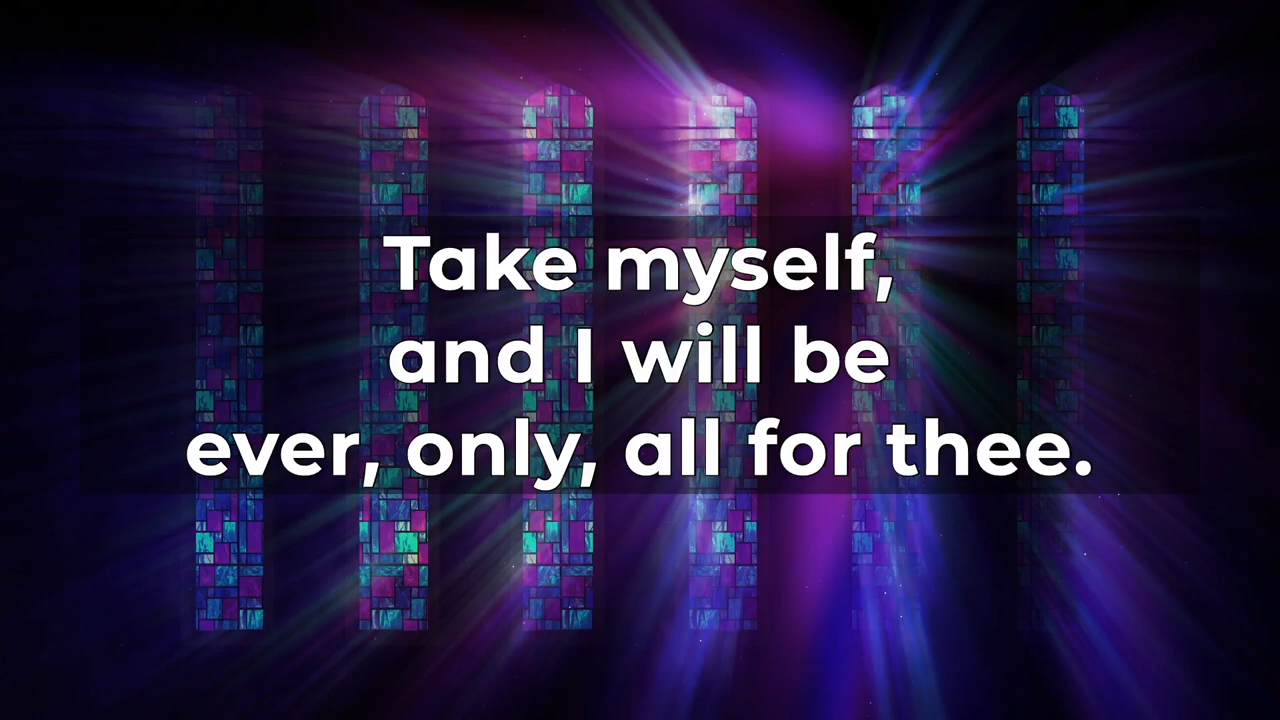 Take myself,
and I will be
ever, only, all for thee.